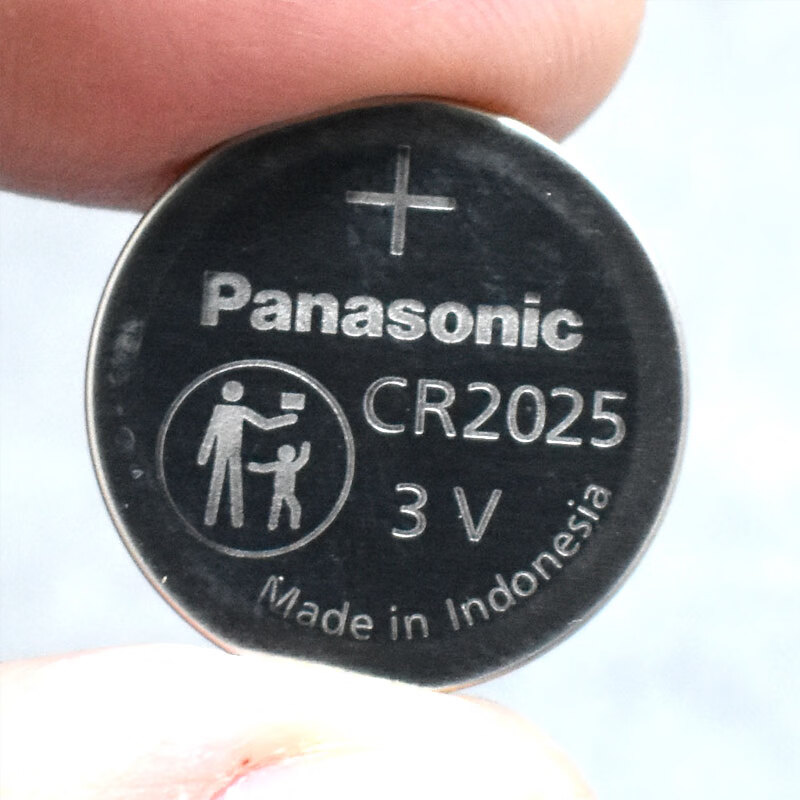 +
Panasonic
CR2025
3 V
Made in Indonesia